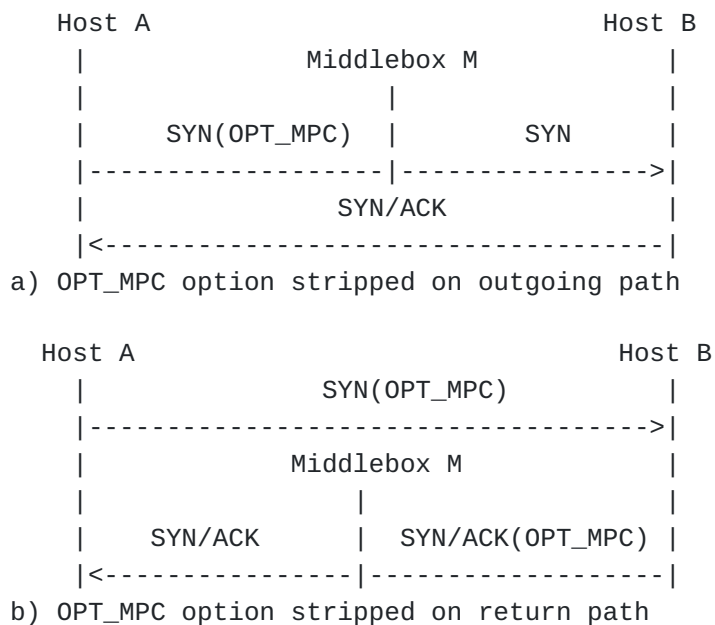 Host A Host B
Middlebox M
SYN(OPT_MPC) SYN
SYN/ACK
a) OPT_MPC option stripped on outgoing path
Host A Host B
SYN(OPT_MPC)
Middlebox M
SYN/ACK SYN/ACK(OPT_MPC)
b) OPT_MPC option stripped on return path